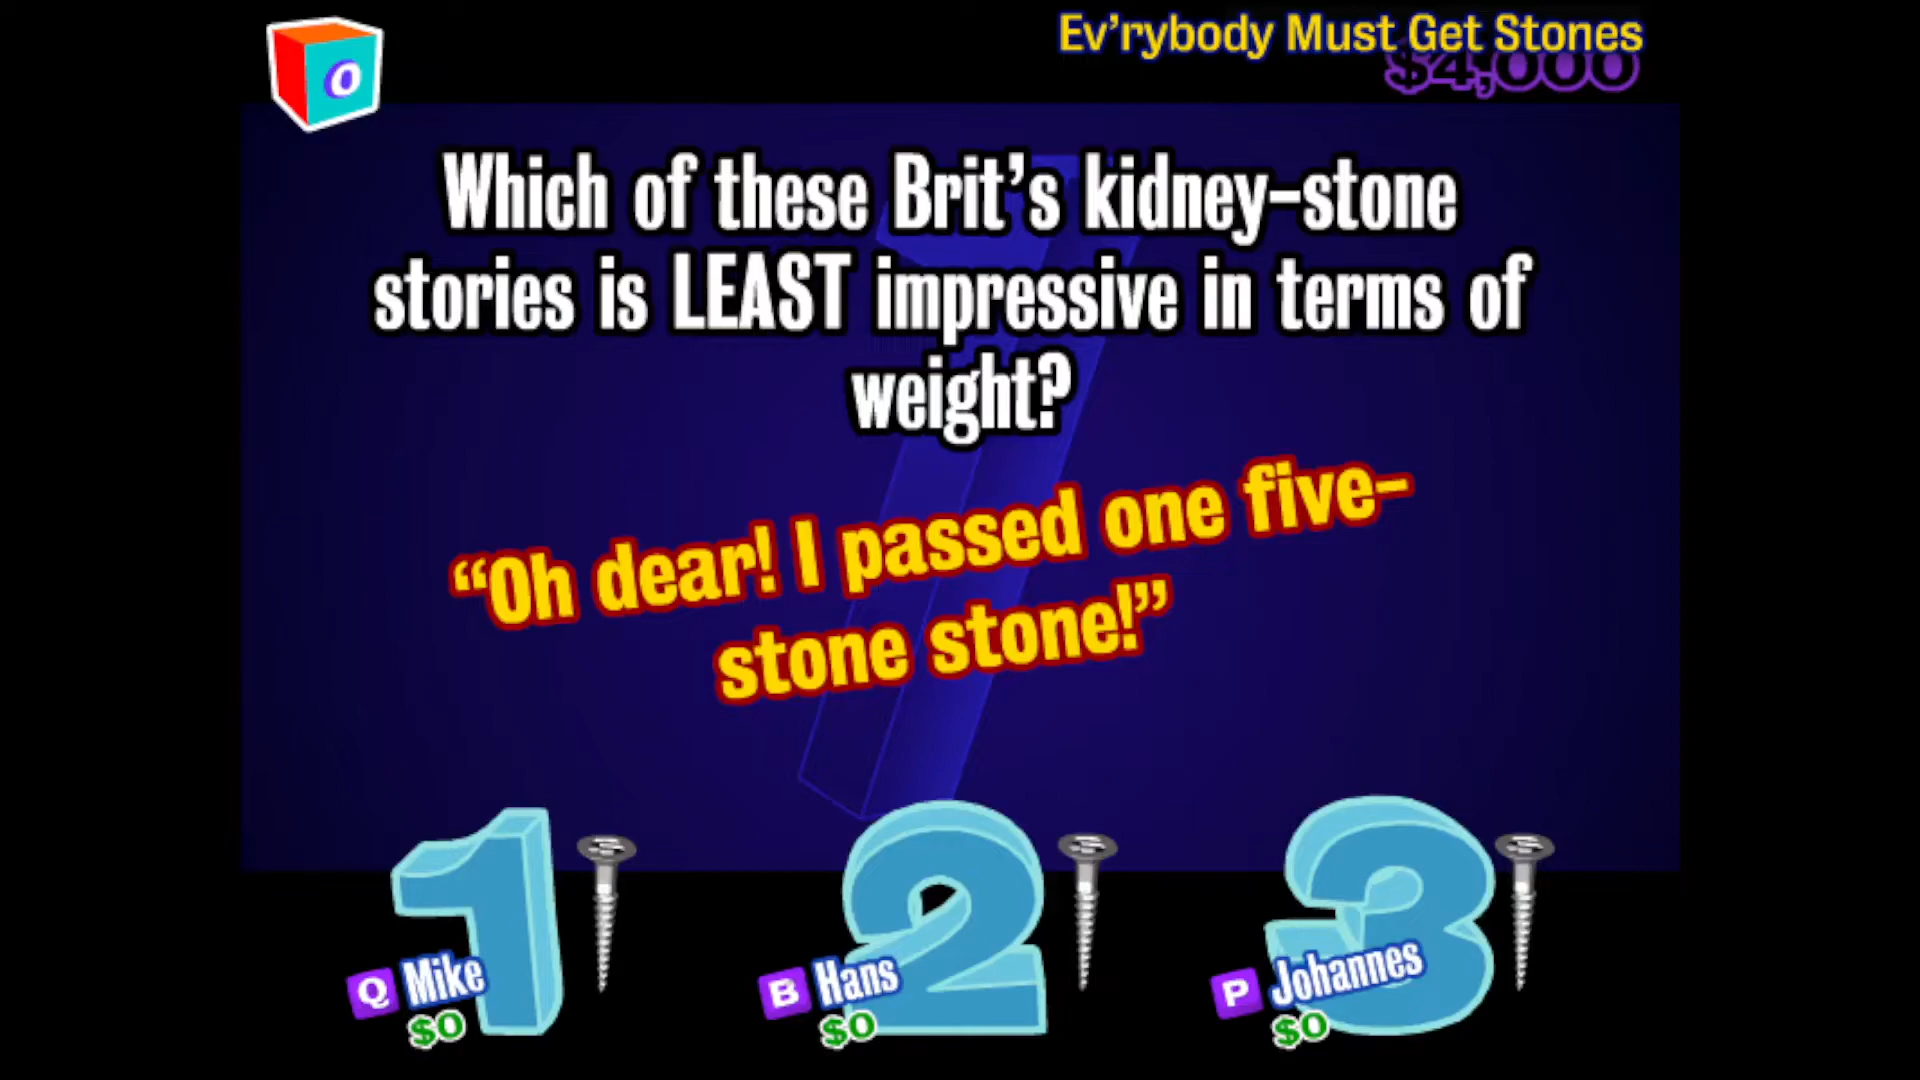 0
Ev'rybody Must Get Stones
$4,000
Which of these Brit's kidney-stone
stories is LEAST impressive in terms of
weight?
“Oh dear! I passed one five-
stone stone!”
1
2
3
Q Mike
$0
B Hans
$0
P Johannes
$0